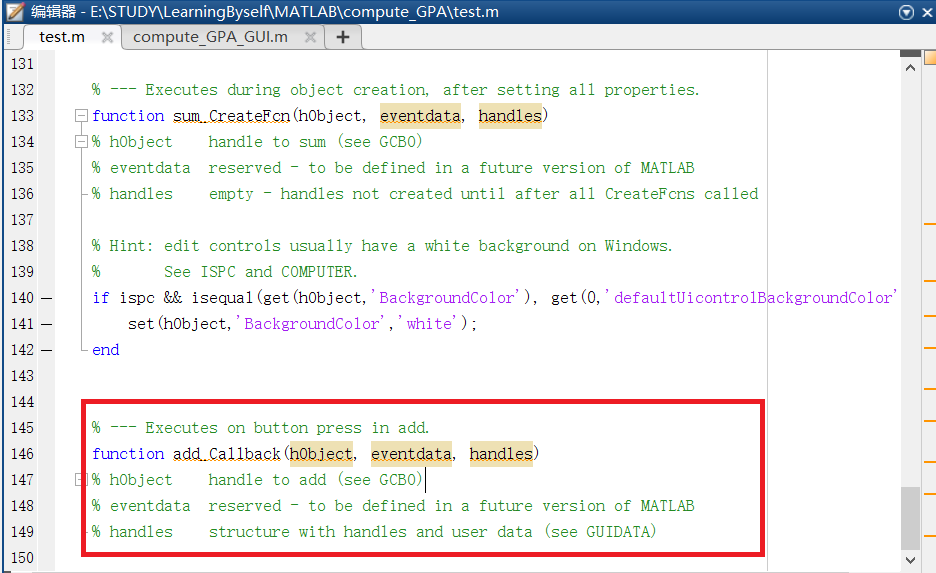 编辑器 - E:\STUDY\LearningByself\MATLAB\compute_GPA\test.m
test.m compute_GPA_GUI.m
131
132 % --- Executes during object creation, after setting all properties.
133 function sum_CreateFcn(hObject, eventdata, handles)
134 % hObject    handle to sum (see GCBO)
135 % eventdata  reserved - to be defined in a future version of MATLAB
136 % handles    empty - handles not created until after all CreateFcns called
137
138 % Hint: edit controls usually have a white background on Windows.
139 %       See ISPC and COMPUTER.
140 if ispc && isequal(get(hObject,'BackgroundColor'), get(0,'defaultUicontrolBackgroundColor'
141     set(hObject,'BackgroundColor','white');
142 end
143
144
145 % --- Executes on button press in add.
146 function add_Callback(hObject, eventdata, handles)
147 % hObject    handle to add (see GCBO)
148 % eventdata  reserved - to be defined in a future version of MATLAB
149 % handles    structure with handles and user data (see GUIDATA)
150